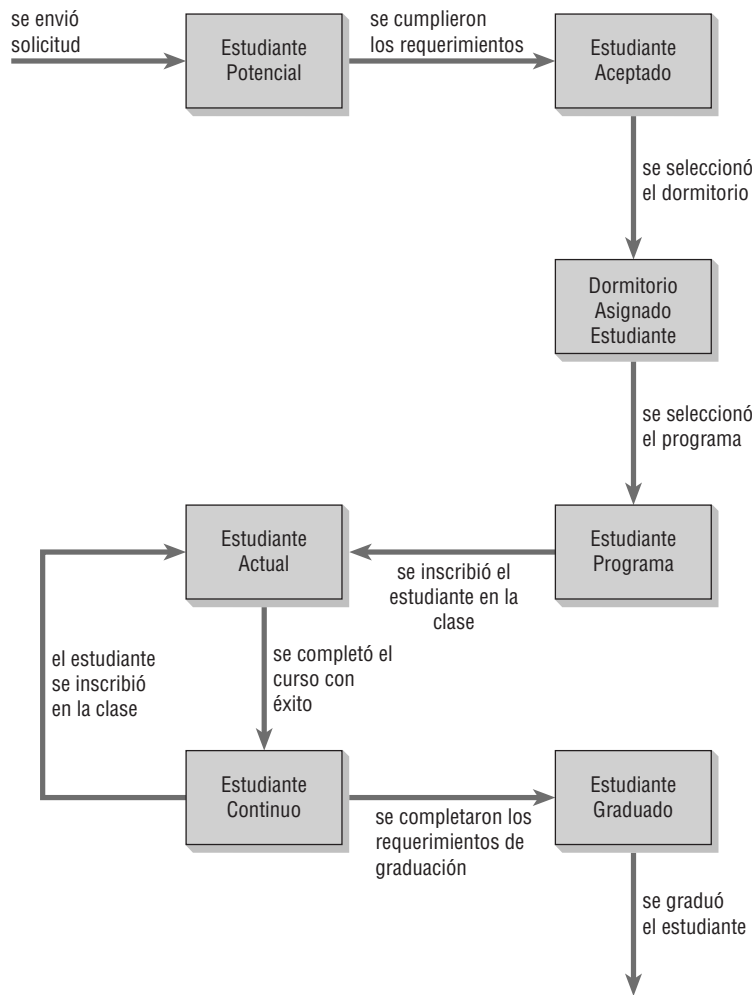 se envió
solicitud
Estudiante
Potencial
se cumplieron
los requerimientos
Estudiante
Aceptado
se seleccionó
el dormitorio
Dormitorio
Asignado
Estudiante
se seleccionó
el programa
Estudiante
Programa
se inscribió el
estudiante en la
clase
Estudiante
Actual
el estudiante
se inscribió
en la clase
se completó el
curso con
éxito
Estudiante
Continuo
se completaron los
requerimientos de
graduación
Estudiante
Graduado
se graduó
el estudiante